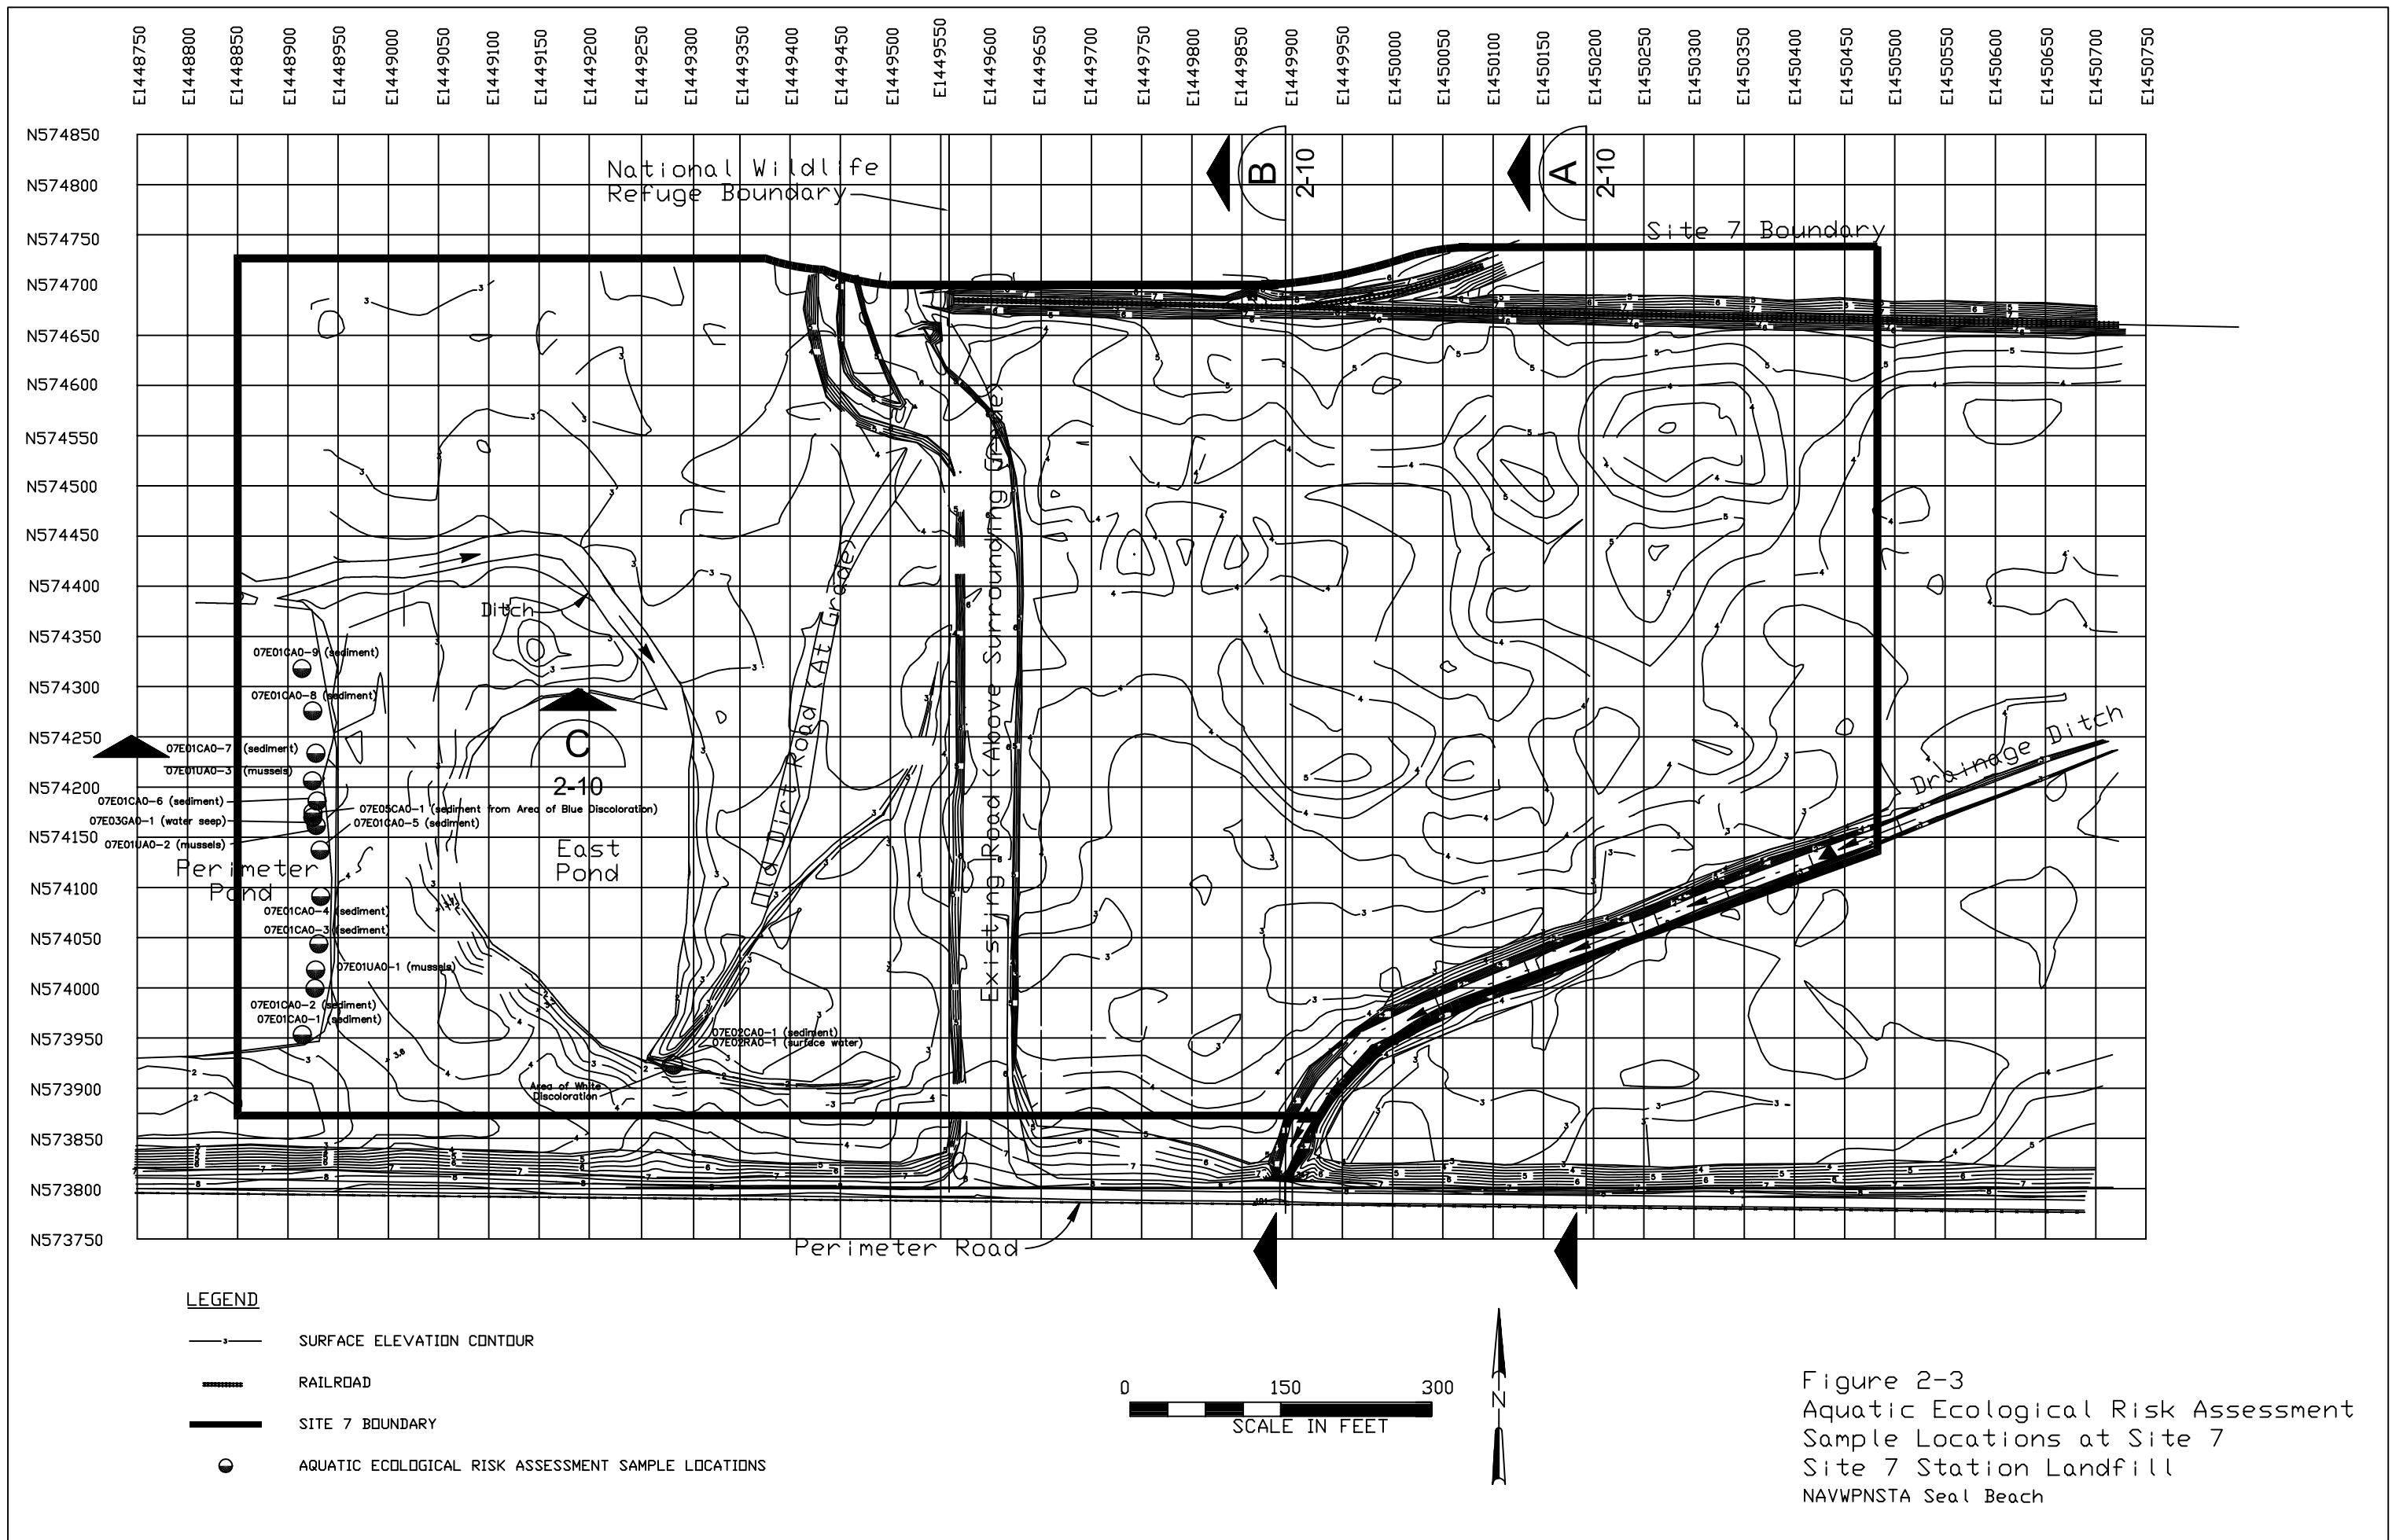 E1448750
E1448800
E1448850
E1448900
E1448950
E1449000
E1449050
E1449100
E1449150
E1449200
E1449250
E1449300
E1449350
E1449400
E1449450
E1449500
E1449550
E1449600
E1449650
E1449700
E1449750
E1449800
E1449850
E1449900
E1449950
E1450000
E1450050
E1450100
E1450150
E1450200
E1450250
E1450300
E1450350
E1450400
E1450450
E1450500
E1450550
E1450600
E1450650
E1450700
E1450750
N574850
N574800
N574750
N574700
N574650
N574600
N574550
N574500
N574450
N574400
N574350
N574300
N574250
N574200
N574150
N574100
N574050
N574000
N573950
N573900
N573850
N573800
N573750
National Wildlife
Refuge Boundary
B
2-10
A
2-10
Site 7 Boundary
Existing Road (Above Surrounding Grade)
Old Dirt Road (At Grade)
Ditch
07E01CA0-9 (sediment)
07E01CA0-8 (sediment)
07E01CA0-7 (sediment)
07E01UA0-3 (mussels)
07E01CA0-6 (sediment)
07E05CA0-1 (sediment from Area of Blue Discoloration)
07E03GA0-1 (water seep)
07E01CA0-5 (sediment)
07E01UA0-2 (mussels)
Perimeter
Pond
07E01CA0-4 (sediment)
07E01CA0-3 (sediment)
07E01UA0-1 (mussels)
07E01CA0-2 (sediment)
07E01CA0-1 (sediment)
C
2-10
East
Pond
07E02CA0-1 (sediment)
07E02RA0-1 (surface water)
Area of White
Discoloration
Drainage Ditch
Perimeter Road
LEGEND
3
SURFACE ELEVATION CONTOUR
RAILROAD
SITE 7 BOUNDARY
AQUATIC ECOLOGICAL RISK ASSESSMENT SAMPLE LOCATIONS
0 150 300
SCALE IN FEET
N
Figure 2-3
Aquatic Ecological Risk Assessment
Sample Locations at Site 7
Site 7 Station Landfill
NAVWPNSTA Seal Beach